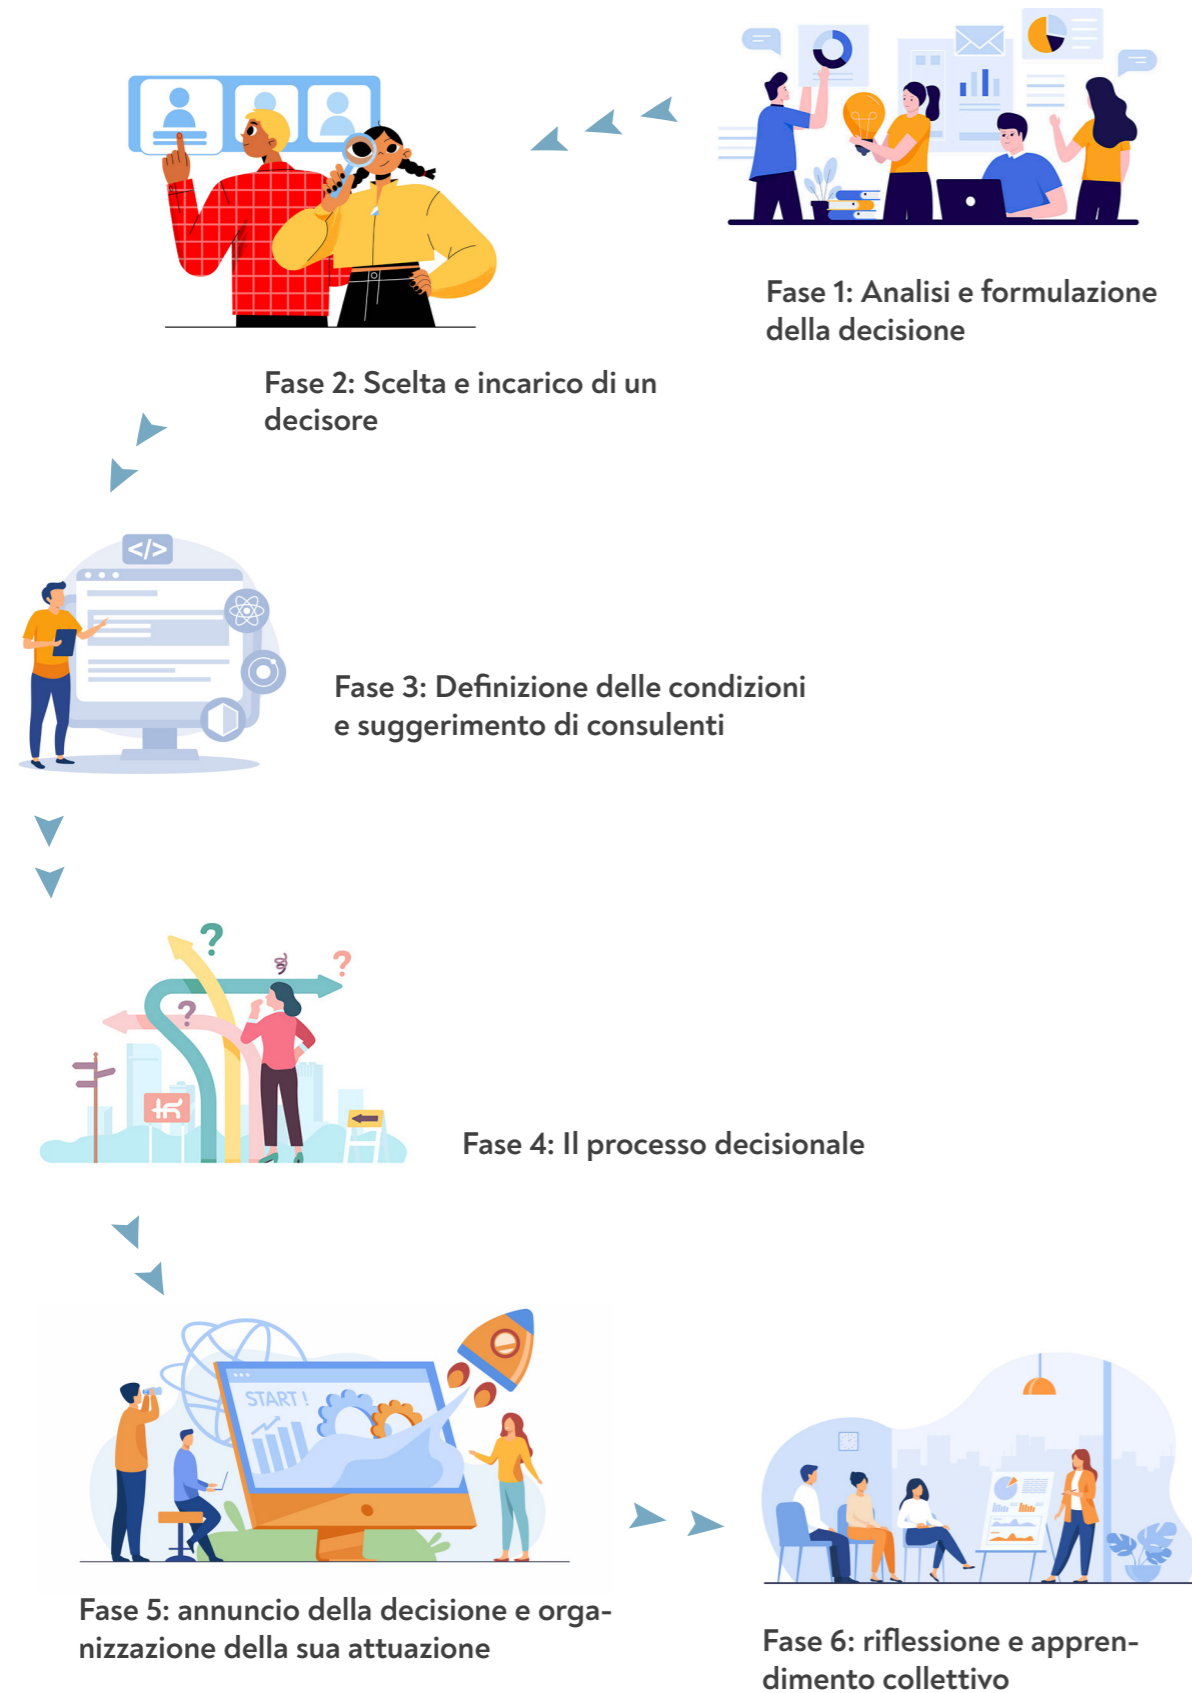 Fase 1: Analisi e formulazione
della decisione
Fase 2: Scelta e incarico di un
decisore
</>
Fase 3: Definizione delle condizioni
e suggerimento di consulenti
?
?
?
Fase 4: Il processo decisionale
START !
Fase 5: annuncio della decisione e orga-
nizzazione della sua attuazione
Fase 6: riflessione e appren-
dimento collettivo